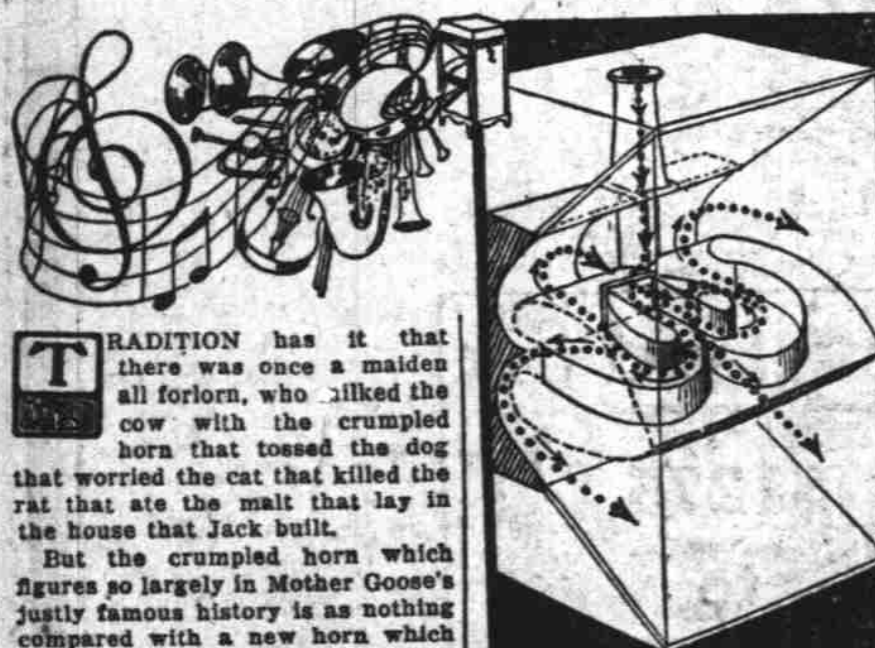 TRADITION has it that
there was once a maiden
all forlorn, who milked the
cow with the crumpled
horn that tossed the dog
that worried the cat that killed the
rat that ate the malt that lay in
the house that Jack built.
But the crumpled horn which
figures so largely in Mother Goose's
justly famous history is as nothing
compared with a new horn which